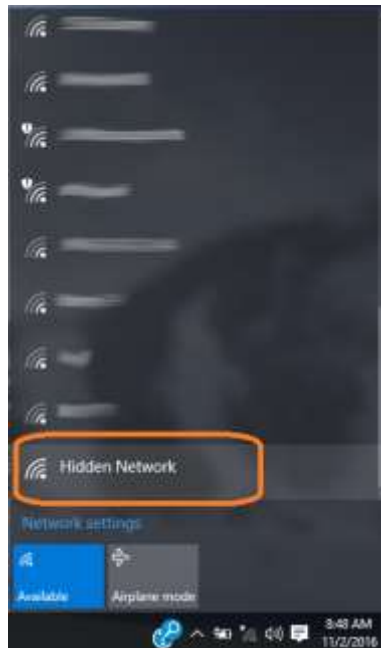 Hidden Network
Network settings
Available
Airplane mode
8:48 AM
11/2/2016